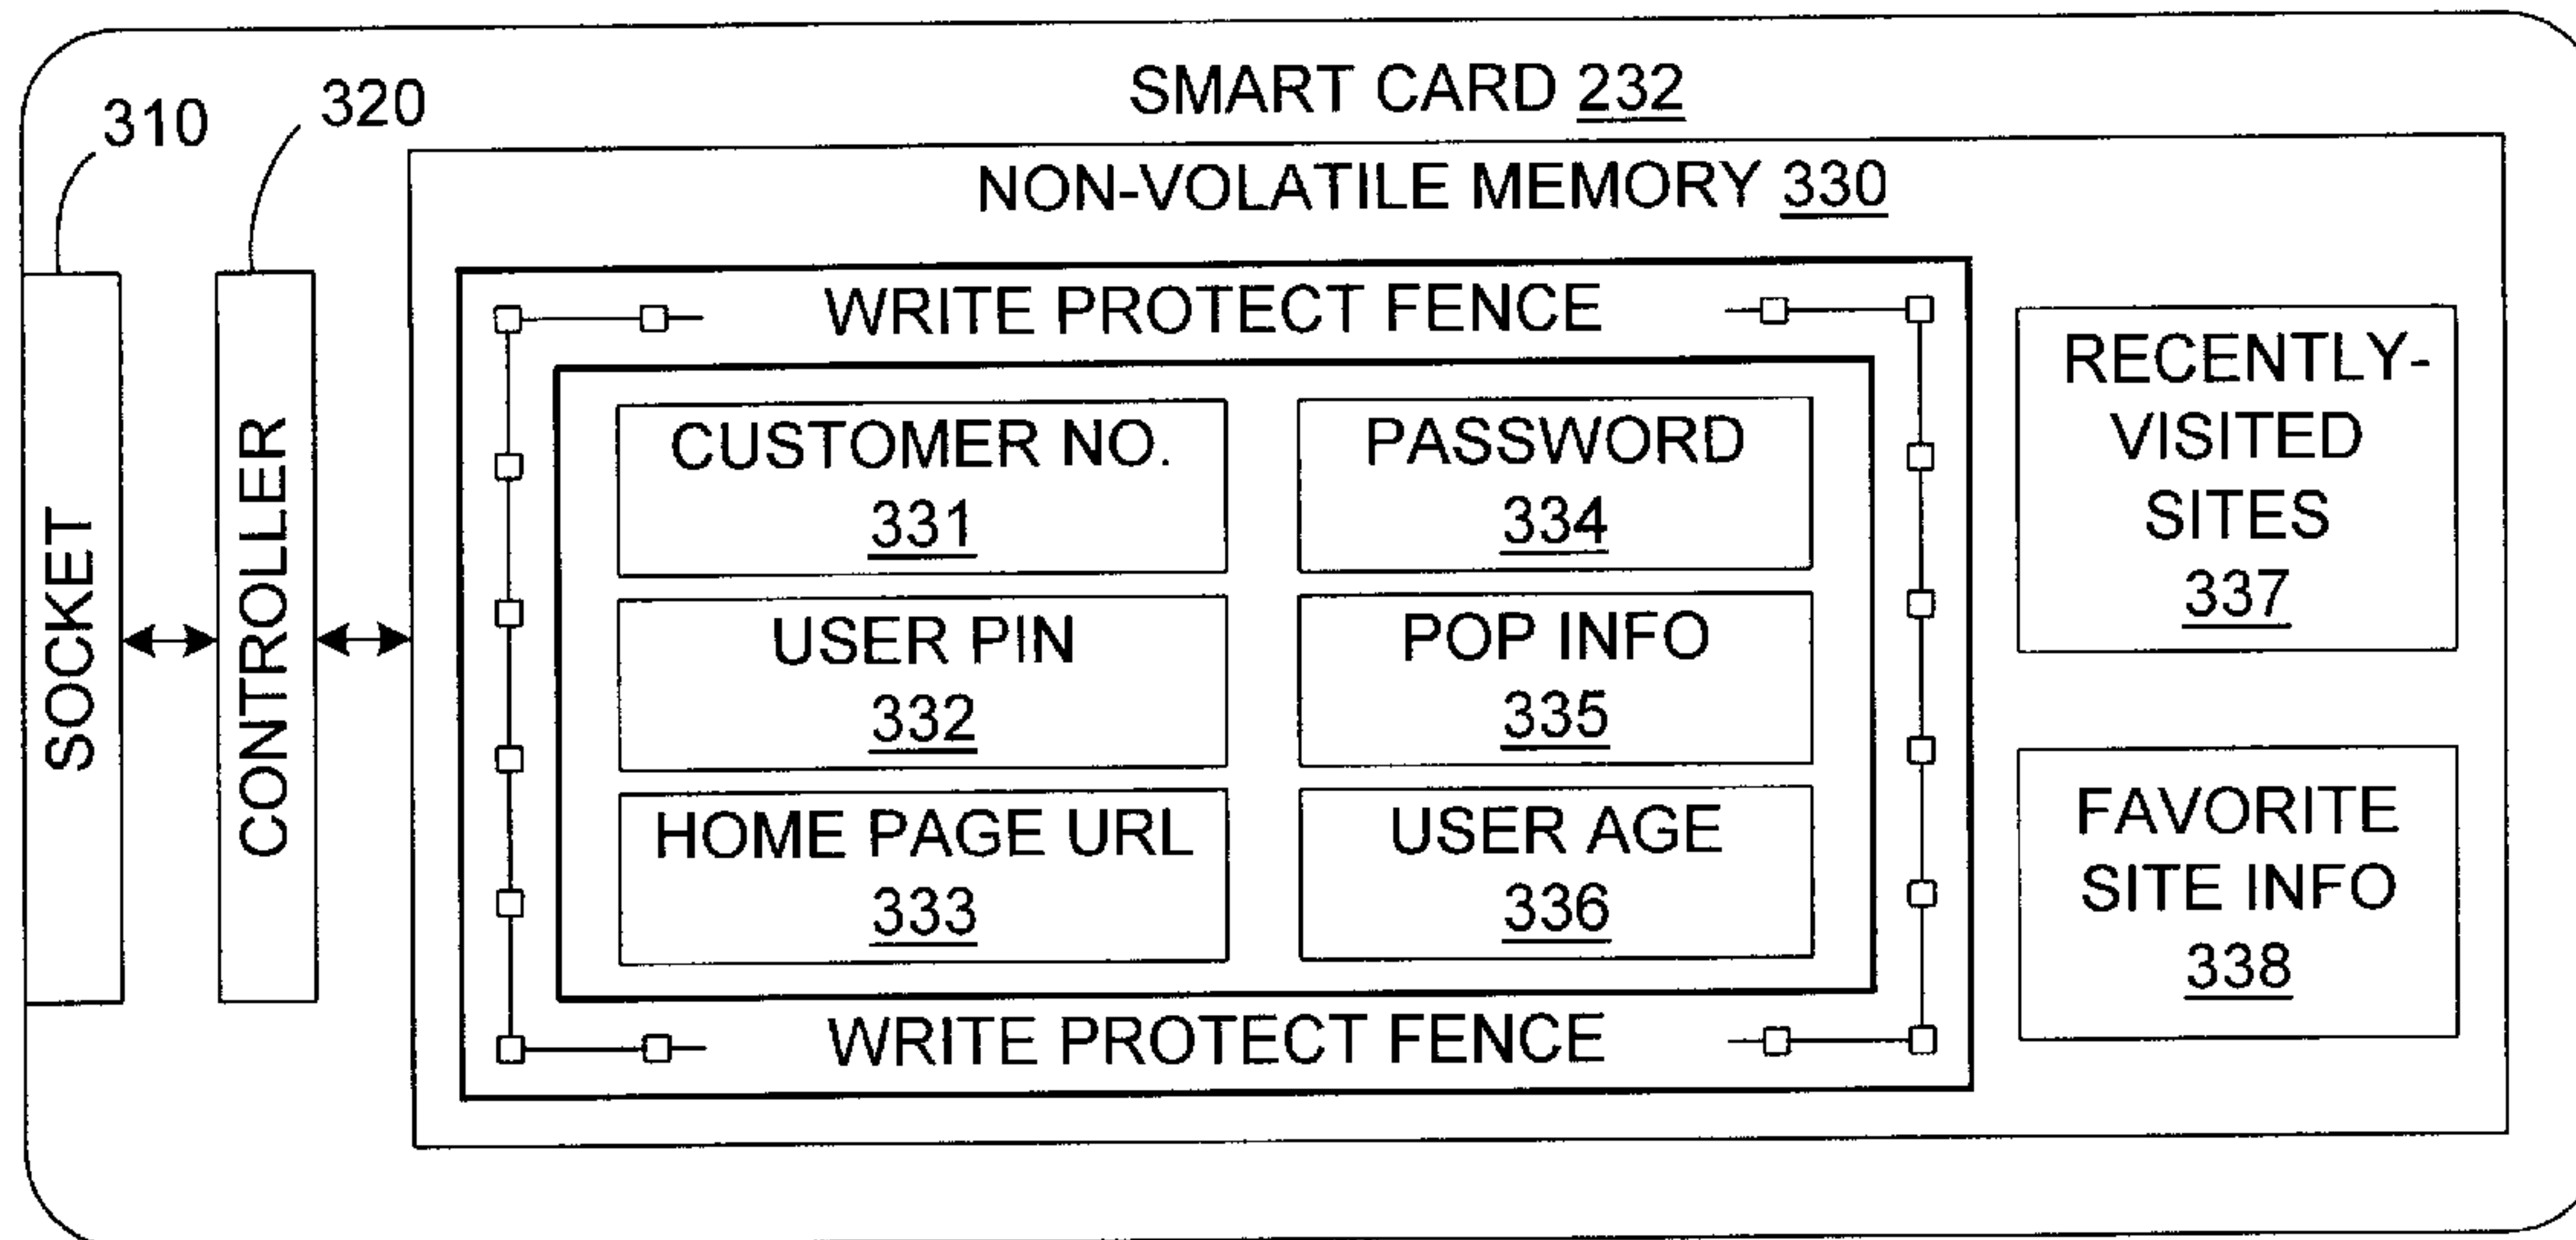 SMART CARD 232
310
320
NON-VOLATILE MEMORY 330
WRITE PROTECT FENCE
SOCKET
CONTROLLER
CUSTOMER NO.
331
PASSWORD
334
USER PIN
332
POP INFO
335
HOME PAGE URL
333
USER AGE
336
WRITE PROTECT FENCE
RECENTLY-
VISITED
SITES
337
FAVORITE
SITE INFO
338